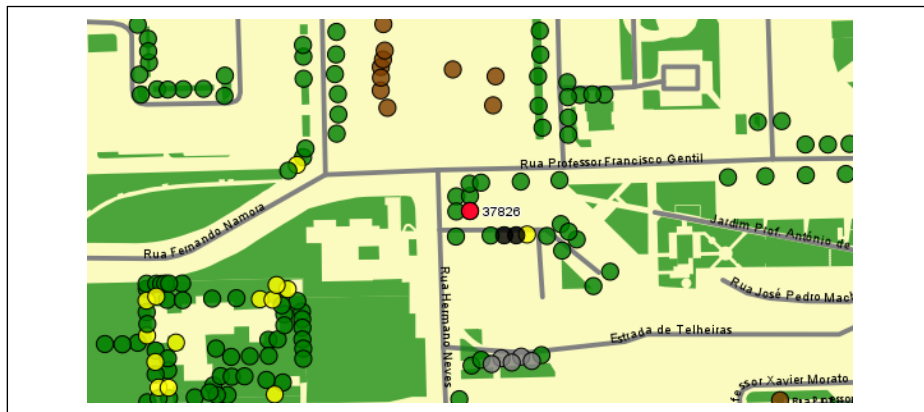 Rua Professor Francisco Gentil
37826
Rua Fernando Namora
Jardim Prof. António de
Rua Hermano Neves
Rua José Pedro Mach
Estrada de Telheiras
fessor Xavier Morato